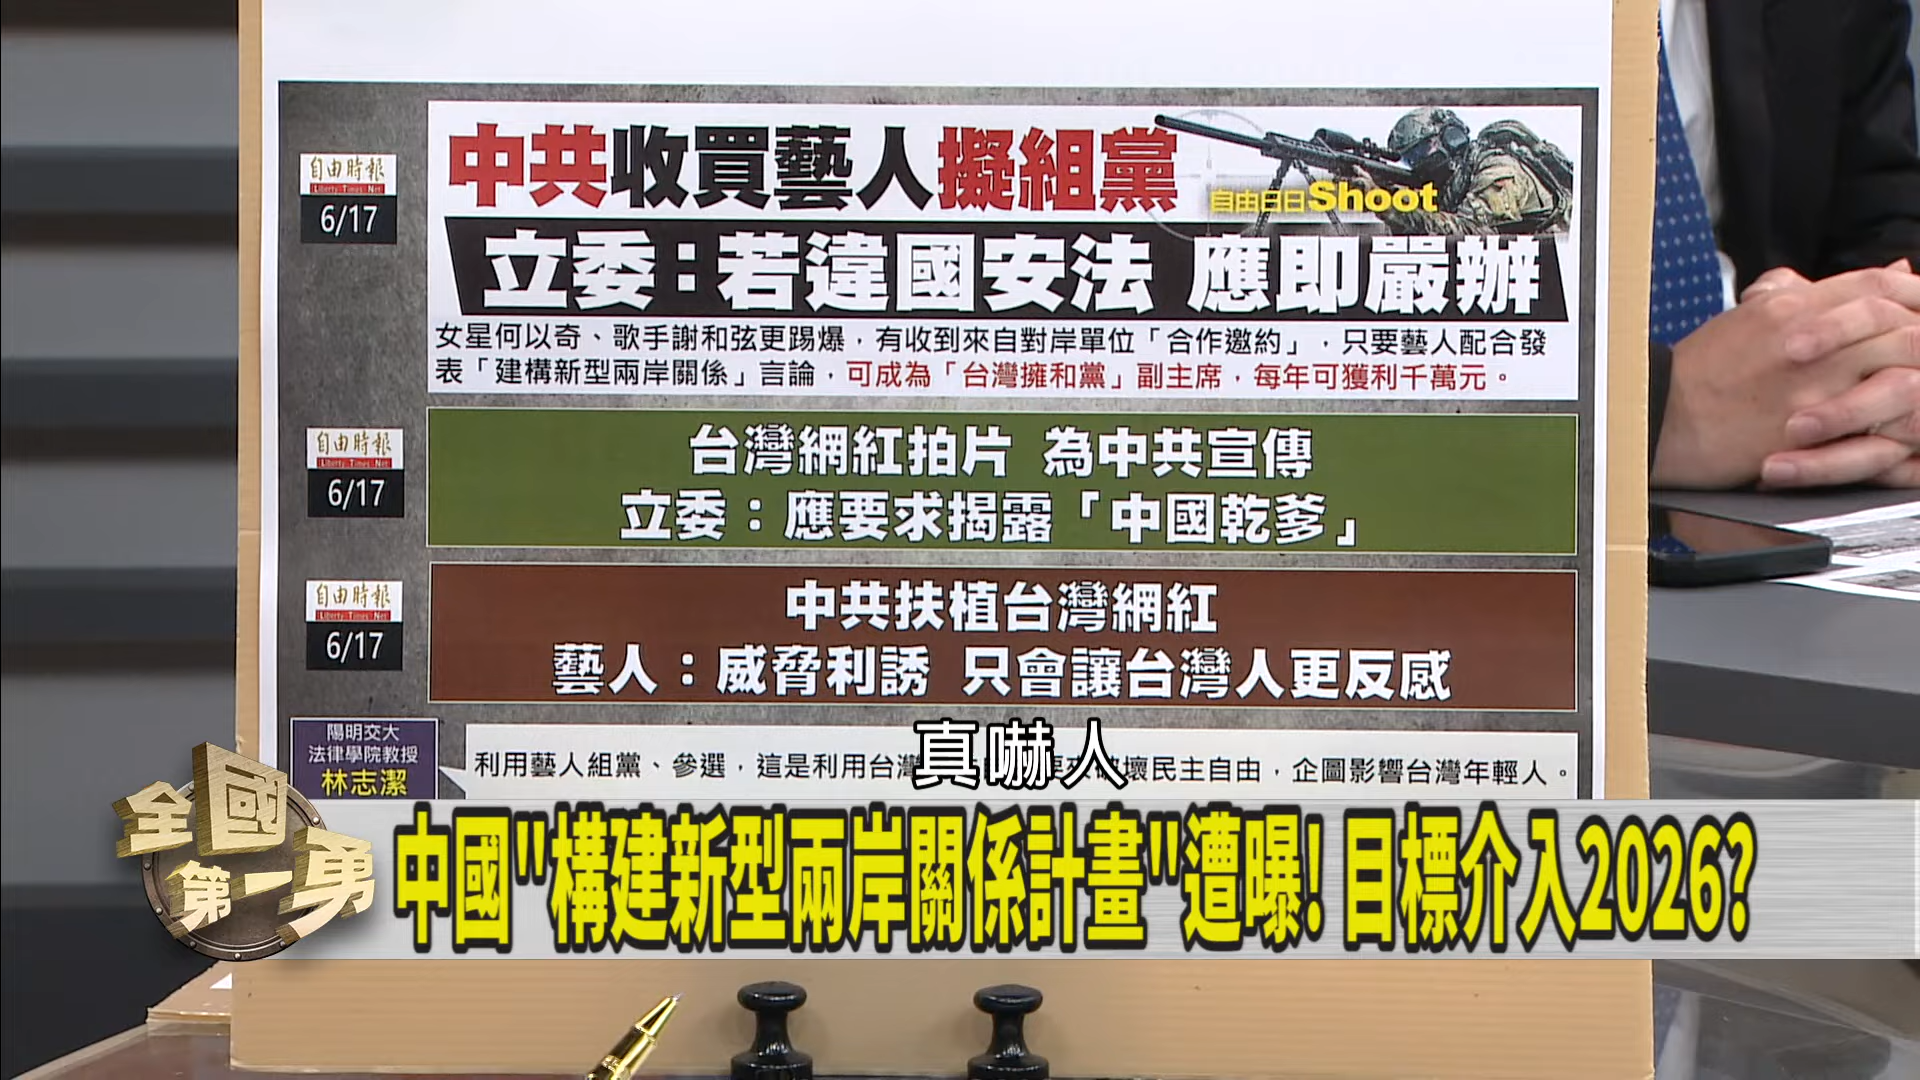 自由時報
Liberty Times Net
6/17
中共收買藝人擬組黨
自由日日Shoot
立委：若違國安法 應即嚴辦
女星何以奇、歌手謝和弦更踢爆，有收到來自對岸單位「合作邀約」，只要藝人配合發
表「建構新型兩岸關係」言論，可成為「台灣擁和黨」副主席，每年可獲利千萬元。
自由時報
Liberty Times Net
6/17
台灣網紅拍片 為中共宣傳
立委：應要求揭露「中國乾爹」
自由時報
Liberty Times Net
6/17
中共扶植台灣網紅
藝人：威脅利誘 只會讓台灣人更反感
陽明交大
法律學院教授
林志潔
利用藝人組黨、參選，這是利用台灣 來破壞民主自由，企圖影響台灣年輕人。
真嚇人
全國第一勇
中國"構建新型兩岸關係計畫"遭曝! 目標介入2026?